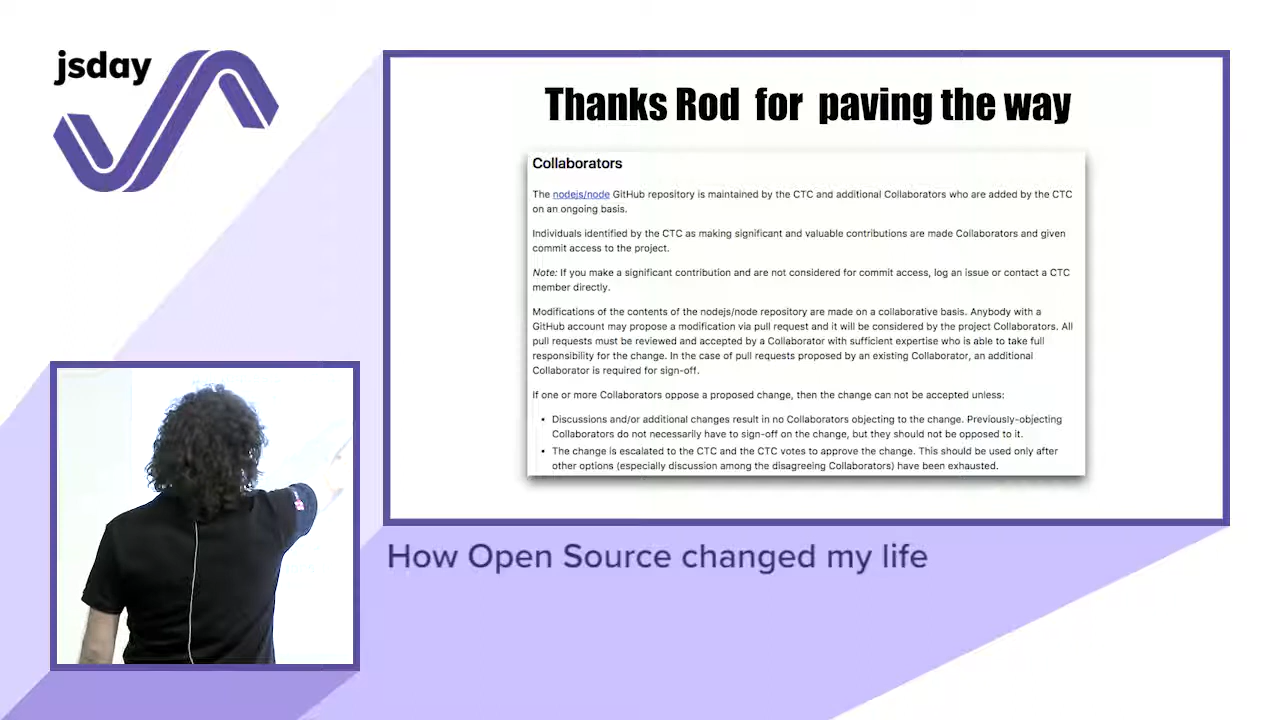 jsday
Thanks Rod for paving the way
Collaborators
The nodejs/node GitHub repository is maintained by the CTC and additional Collaborators who are added by the CTC
on an ongoing basis.
Individuals identified by the CTC as making significant and valuable contributions are made Collaborators and given
commit access to the project.
Note: If you make a significant contribution and are not considered for commit access, log an issue or contact a CTC
member directly.
Modifications of the contents of the nodejs/node repository are made on a collaborative basis. Anybody with a
GitHub account may propose a modification via pull request and it will be considered by the project Collaborators. All
pull requests must be reviewed and accepted by a Collaborator with sufficient expertise who is able to take full
responsibility for the change. In the case of pull requests proposed by an existing Collaborator, an additional
Collaborator is required for sign-off.
If one or more Collaborators oppose a proposed change, then the change can not be accepted unless:
• Discussions and/or additional changes result in no Collaborators objecting to the change. Previously-objecting
Collaborators do not necessarily have to sign-off on the change, but they should not be opposed to it.
• The change is escalated to the CTC and the CTC votes to approve the change. This should be used only after
other options (especially discussion among the disagreeing Collaborators) have been exhausted.
How Open Source changed my life